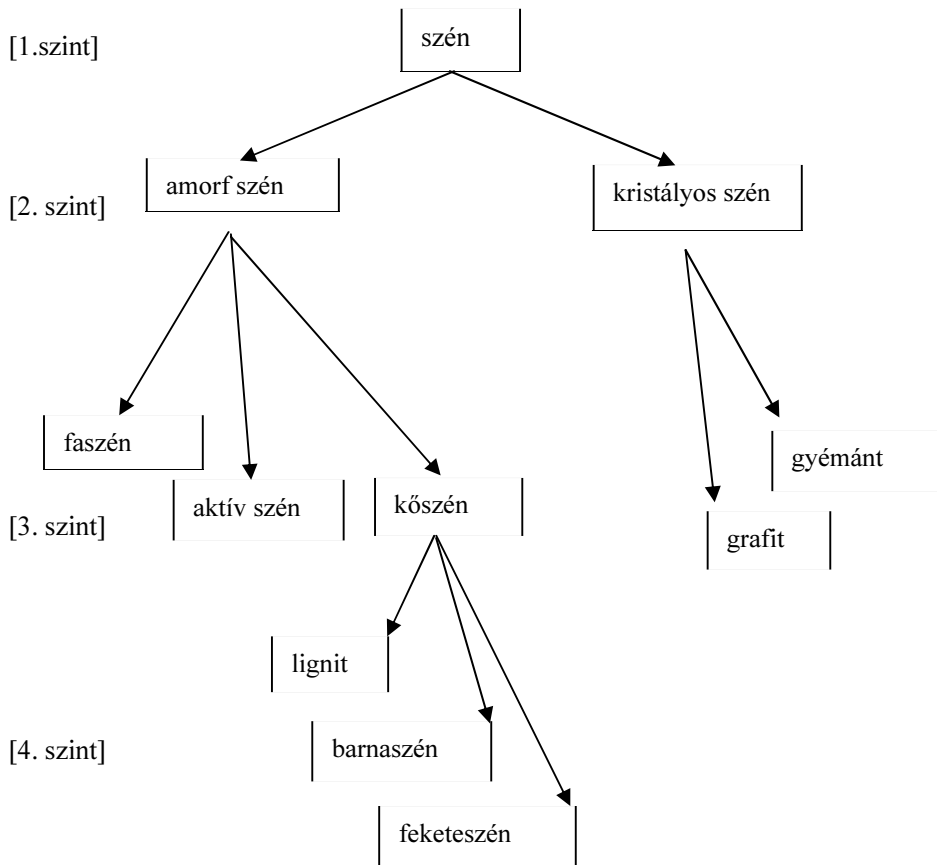 [1.szint]
szén
amorf szén
[2. szint]
kristályos szén
faszén
gyémánt
aktív szén
kőszén
[3. szint]
grafit
lignit
[4. szint]
barnaszén
feketeszén